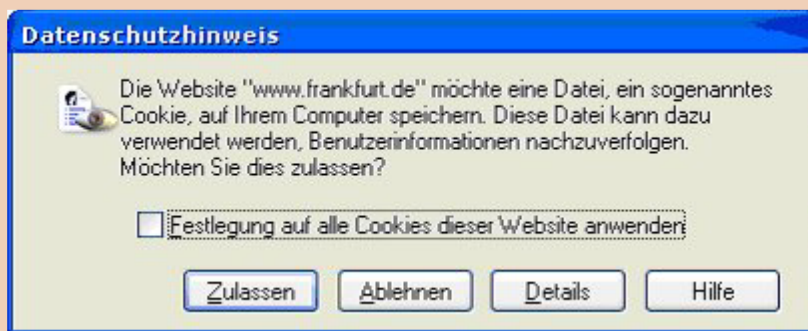 Datenschutzhinweis
Die Website "www.frankfurt.de" möchte eine Datei, ein sogenanntes
Cookie, auf Ihrem Computer speichern. Diese Datei kann dazu
verwendet werden, Benutzerinformationen nachzuverfolgen.
Möchten Sie dies zulassen?
Festlegung auf alle Cookies dieser Website anwenden
Zulassen Ablehnen Details Hilfe